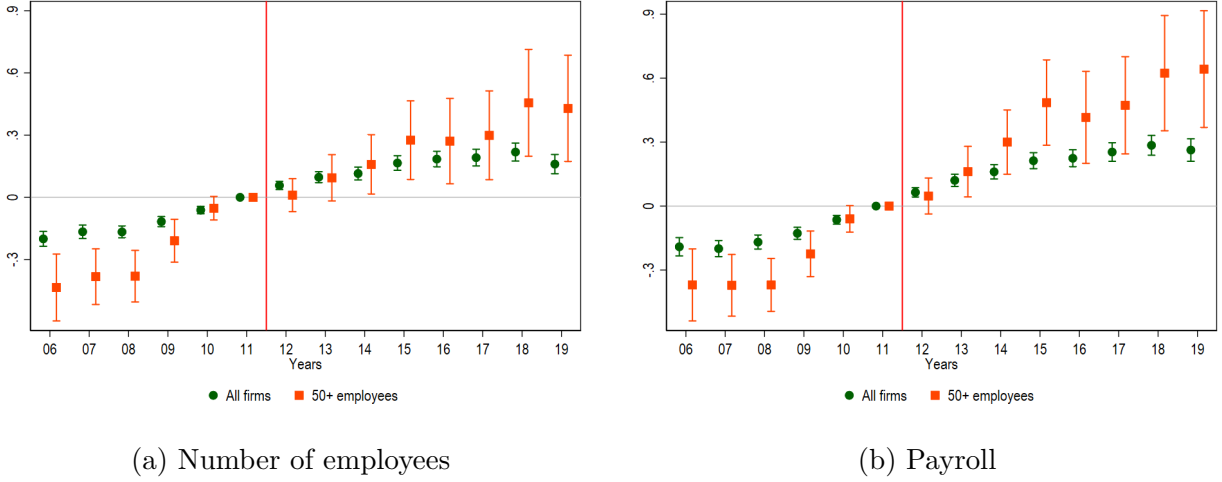 .9
.6
.3
0
-.3
06 07 08 09 10 11 12 13 14 15 16 17 18 19
Years
All firms 50+ employees
(a) Number of employees
.9
.6
.3
0
-.3
06 07 08 09 10 11 12 13 14 15 16 17 18 19
Years
All firms 50+ employees
(b) Payroll